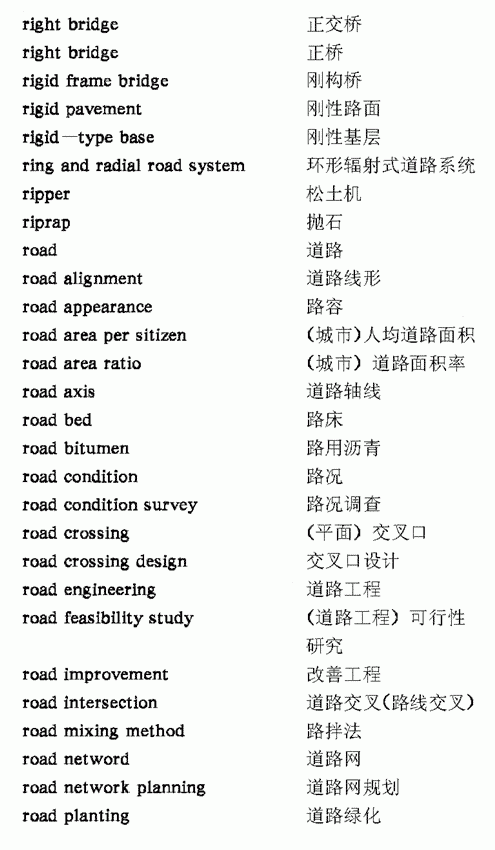 right bridge 正交桥
right bridge 正桥
rigid frame bridge 刚构桥
rigid pavement 刚性路面
rigid—type base 刚性基层
ring and radial road system 环形辐射式道路系统
ripper 松土机
riprap 抛石
road 道路
road alignment 道路线形
road appearance 路容
road area per sitizen (城市)人均道路面积
road area ratio (城市) 道路面积率
road axis 道路轴线
road bed 路床
road bitumen 路用沥青
road condition 路况
road condition survey 路况调查
road crossing (平面) 交叉口
road crossing design 交叉口设计
road engineering 道路工程
road feasibility study (道路工程) 可行性
研究
road improvement 改善工程
road intersection 道路交叉(路线交叉)
road mixing method 路拌法
road netword 道路网
road network planning 道路网规划
road planting 道路绿化